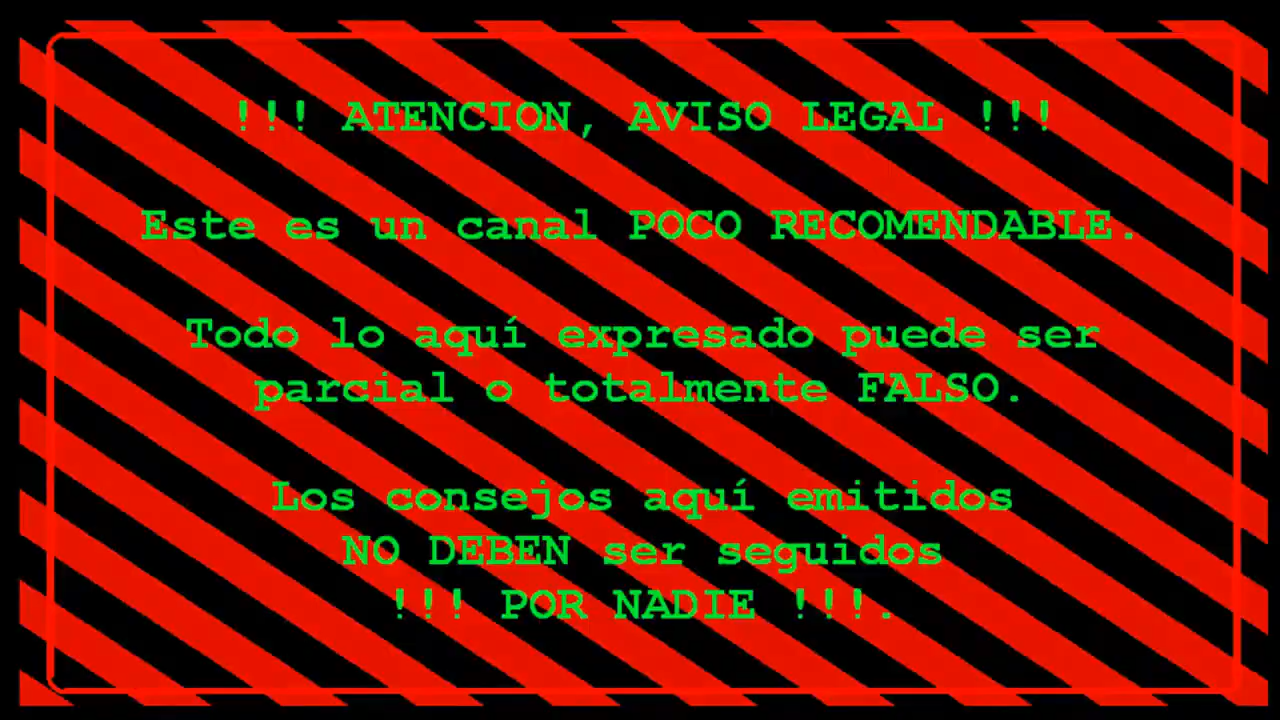 !!! ATENCION, AVISO LEGAL !!!
Este es un canal POCO RECOMENDABLE.
Todo lo aquí expresado puede ser
parcial o totalmente FALSO.
Los consejos aquí emitidos
NO DEBEN ser seguidos
!!! POR NADIE !!!.